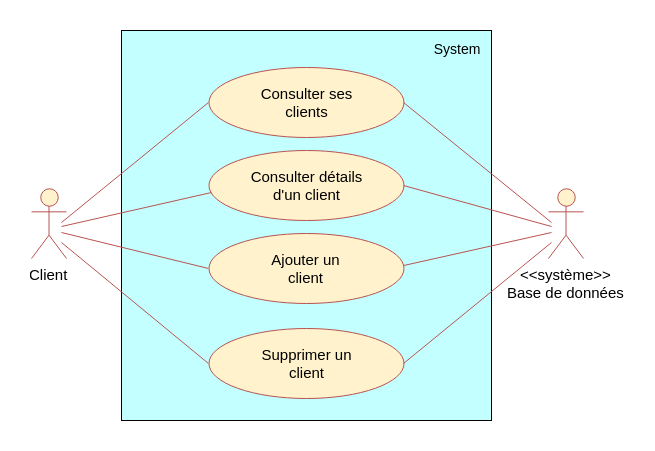 System
Consulter ses
clients
Consulter détails
d'un client
Ajouter un
client
Supprimer un
client
Client
<<système>>
Base de données